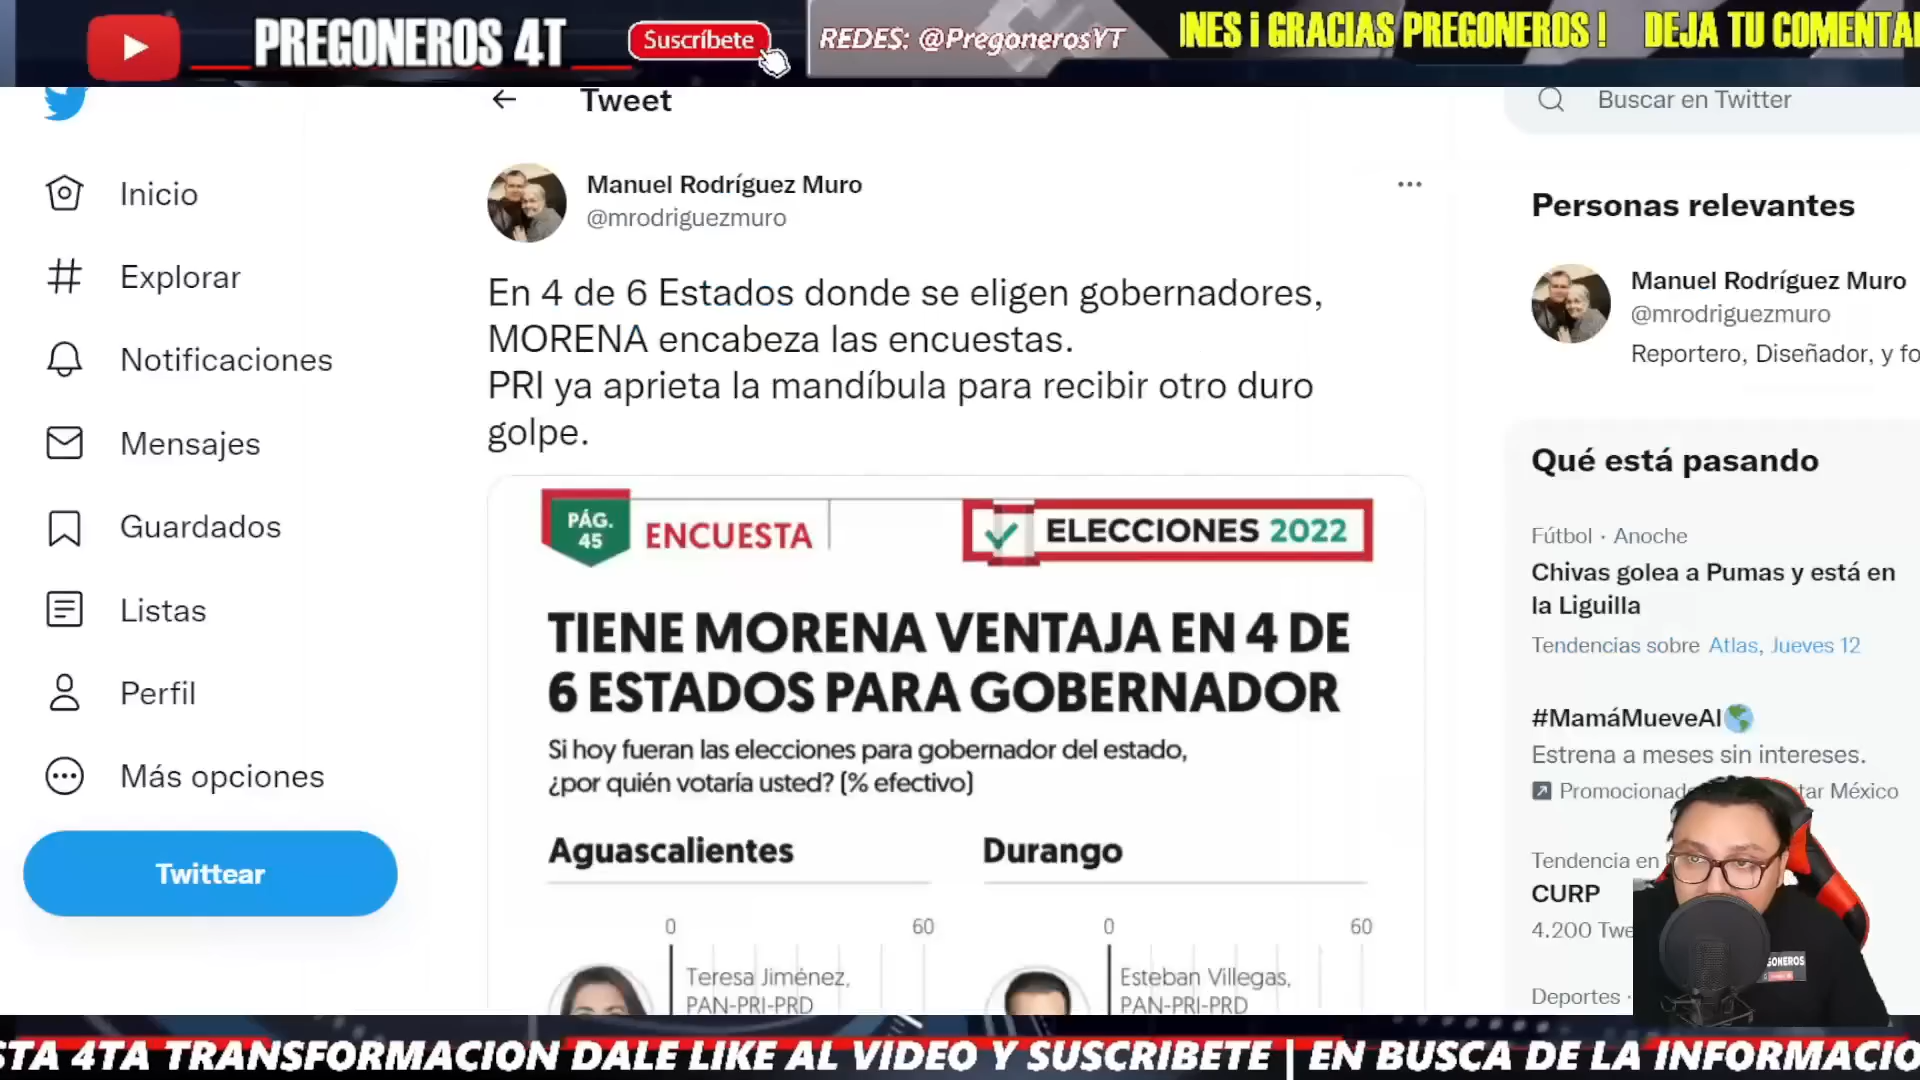 PREGONEROS 4T
Suscríbete
REDES: @PregonerosYT
¡ GRACIAS PREGONEROS !
DEJA TU
Tweet
Buscar en Twitter
Inicio
Explorar
Notificaciones
Mensajes
Guardados
Listas
Perfil
Más opciones
Twittear
Manuel Rodríguez Muro
@mrodriguezmuro
En 4 de 6 Estados donde se eligen gobernadores,
MORENA encabeza las encuestas.
PRI ya aprieta la mandíbula para recibir otro duro
golpe.
PÁG.
45
ENCUESTA
ELECCIONES 2022
TIENE MORENA VENTAJA EN 4 DE
6 ESTADOS PARA GOBERNADOR
Si hoy fueran las elecciones para gobernador del estado,
¿por quién votaría usted? (% efectivo)
Aguascalientes
0 60
Teresa Jiménez,
PAN-PRI-PRD
Durango
0 60
Esteban Villegas,
PAN-PRI-PRD
Personas relevantes
Manuel Rodríguez Muro
@mrodriguezmuro
Reportero, Diseñador, y fo
Qué está pasando
Fútbol · Anoche
Chivas golea a Pumas y está en
la Liguilla
Tendencias sobre Atlas, Jueves 12
#MamáMueveAl
Estrena a meses sin intereses.
Promocionado tar México
Tendencia en
CURP
4.200 Twe
Deportes ·
GONEROS
STA 4TA TRANSFORMACION DALE LIKE AL VIDEO Y SUSCRIBETE | EN BUSCA DE LA INFORMACIO